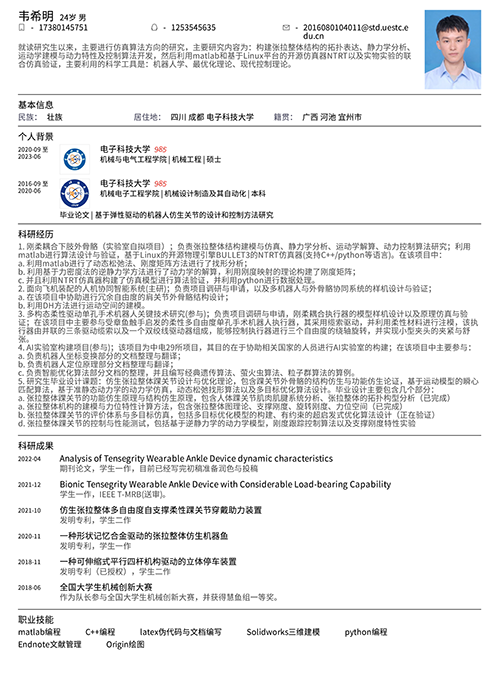 韦希明 24岁 男
- 17380145751 - 1253545635 - 2016080104011@std.uestc.edu.cn
就读研究生以来，主要进行仿真算法方向的研究，主要研究内容为：构建张拉整体结构的拓扑表达、静力学分析、
运动学建模与动力特性及控制算法开发，然后利用matlab和基于Linux平台的开源仿真器NTRT以及实物实验的联
合仿真验证，主要利用的科学工具是：机器人学、最优化理论、现代控制理论。
基本信息
民族： 壮族 居住地： 四川 成都 电子科技大学 籍贯： 广西 河池 宜州市
个人背景
2020-09 至 2023-06 电子科技大学 985
机械与电气工程学院 | 机械工程 | 硕士
2016-09 至 2020-06 电子科技大学 985
机械电子工程学院 | 机械设计制造及其自动化 | 本科
毕业论文 | 基于弹性驱动的机器人仿生关节的设计和控制方法研究
科研经历
1. 刚柔耦合下肢外骨骼（实验室自拟项目）；负责张拉整体结构建模与仿真、静力学分析、运动学解算、动力控制算法研究；利用
matlab进行算法设计与验证，基于Linux的开源物理引擎BULLET3的NTRT仿真器(支持C++/python等语言)。在该项目中：
a. 利用matlab进行了动态松弛法、刚度矩阵方法进行了找形分析；
b. 利用基于力密度法的逆静力学方法进行了动力学的解算，利用刚度映射的理论构建了刚度矩阵；
c. 并且利用NTRT仿真器构建了仿真模型进行算法验证，并利用python进行数据处理。
2. 面向飞机装配的人机协同智能系统(主研)；负责项目调研与申请，以及多机器人与外骨骼协同系统的样机设计与验证；
a. 在该项目中协助进行冗余自由度的肩关节外骨骼结构设计；
b. 利用DH方法进行运动空间的建模。
3. 多构态柔性驱动单孔手术机器人关键技术研究(参与)；负责项目调研与申请，刚柔耦合执行器的模型样机设计以及原理仿真与验
证；在该项目中主要参与受章鱼触手启发的柔性多自由度单孔手术机器人执行器，其采用绳索驱动，并利用柔性材料进行注模，该执
行器由并联的三条驱动绳索以及一个双绞线驱动器组成，能够控制执行器的进行三个自由度的绕轴旋转，并实现小型夹头的夹紧与扩
张。
4.AI实验室构建项目(参与)；该项目为中电29所项目，其目的在于协助相关国家的人员进行AI实验室的构建；在该项目中主要参与：
a. 负责机器人坐标变换部分的文档整理与翻译；
b. 负责机器人定位原理部分文档整理与翻译；
c. 负责智能优化算法部分文档的整理，并且编写经典遗传算法、萤火虫算法、粒子群算法的算例。
5. 研究生毕业设计课题：仿生张拉整体踝关节设计与优化理论，包含踝关节外骨骼的结构仿生与功能仿生论证，基于运动模型的瞬心
匹配算法，基于准静态动力学的动力学仿真，动态松弛找形算法以及多目标优化算法设计。毕业设计主要包含几个部分：
a. 张拉整体踝关节的功能仿生原理与结构仿生原理，包含人体踝关节肌肉肌腱系统分析、张拉整体的拓扑构型分析（已完成）
a. 张拉整体机构的建模与力位特性计算方法，包含张拉整体图理论、支撑刚度、旋转刚度、力位空间（已完成）
b. 张拉整体踝关节的评价体系与多目标仿真，包括多目标优化模型的构建、有约束的超启发式优化算法设计（正在验证）
d. 张拉整体踝关节的控制与性能测试，包括基于逆静力学的动力学模型，刚度跟踪控制算法以及支撑刚度特性实验
科研成果
2022-04 Analysis of Tensegrity Wearable Ankle Device dynamic characteristics
期刊论文，学生一作，目前已经写完初稿准备润色与投稿
2021-12 Bionic Tensegrity Wearable Ankle Device with Considerable Load-bearing Capability
学生一作，IEEE T-MRB(送审)。
2021-10 仿生张拉整体多自由度自支撑柔性踝关节穿戴助力装置
发明专利，学生二作
2020-11 一种形状记忆合金驱动的张拉整体仿生机器鱼
发明专利，学生一作
2018-11 一种可伸缩式平行四杆机构驱动的立体停车装置
发明专利（已授权），学生二作
2018-06 全国大学生机械创新大赛
作为队长参与全国大学生机械创新大赛，并获得慧鱼组一等奖。
职业技能
matlab编程 C++编程 latex伪代码与文档编写 Solidworks三维建模 python编程
Endnote文献管理 Origin绘图